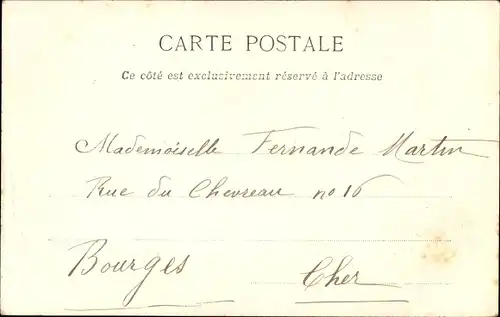 CARTE POSTALE
Ce côté est exclusivement réservé à l'adresse
Mademoiselle Fernande Martin
Rue du Chevreau no 16
Bourges Cher